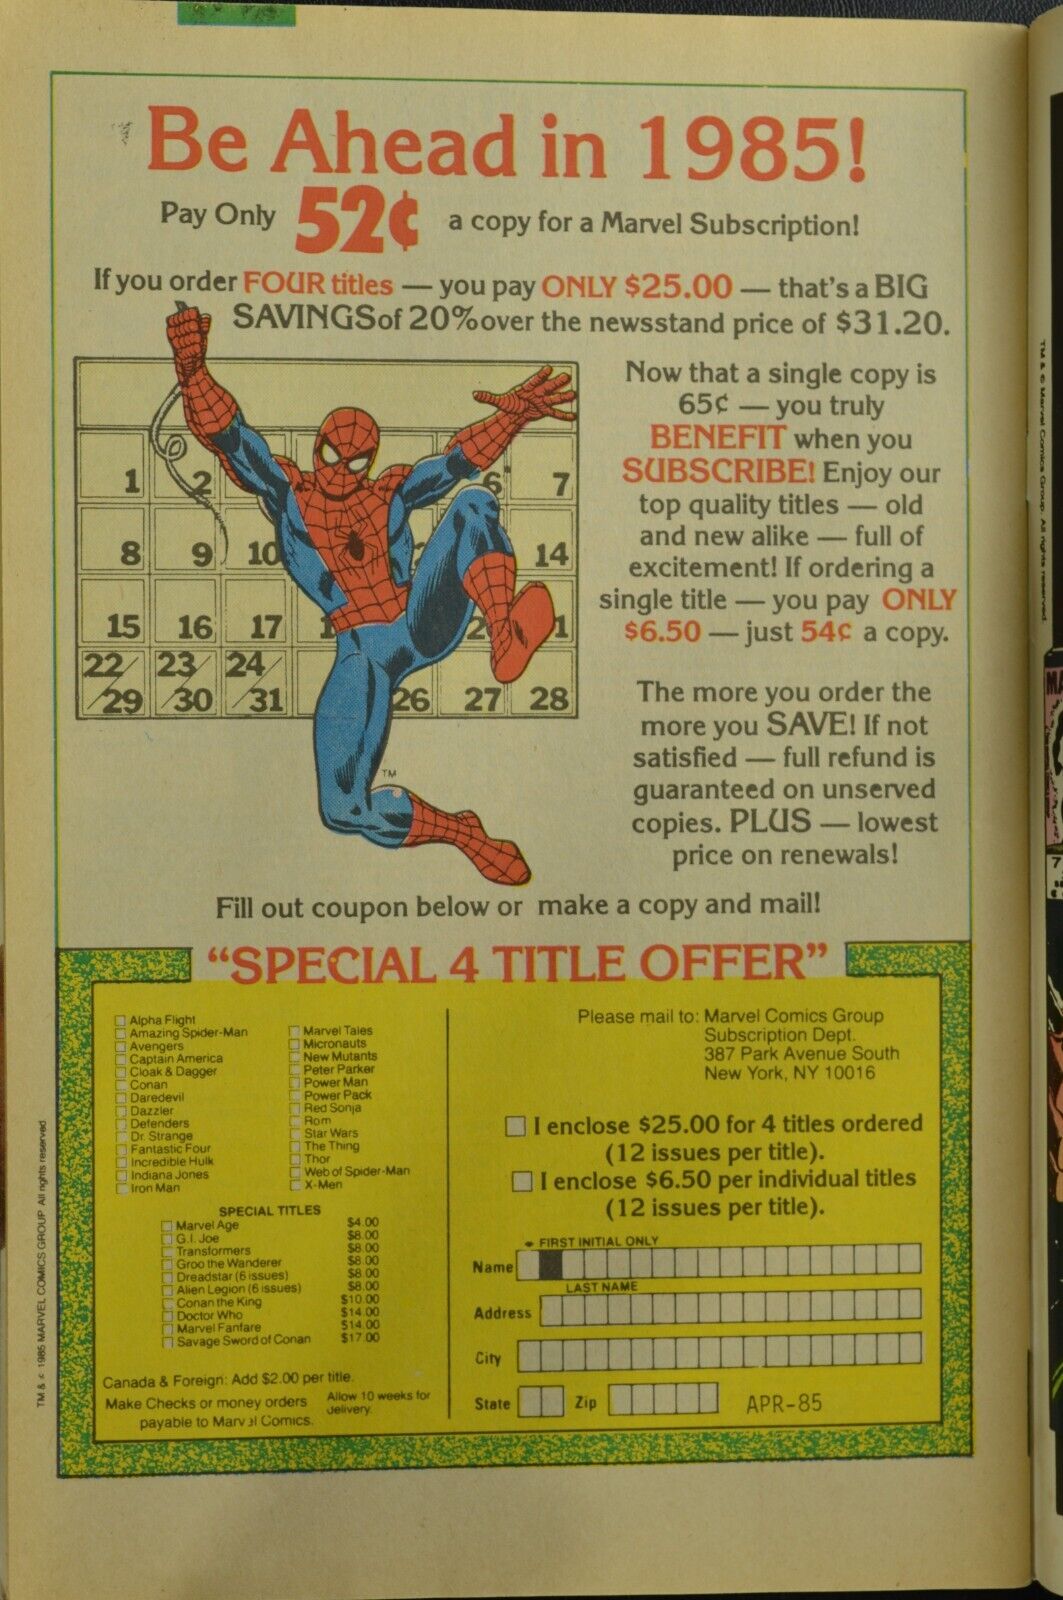 Be Ahead in 1985!
Pay Only 52¢ a copy for a Marvel Subscription!
If you order FOUR titles — you pay ONLY $25.00 — that's a BIG
SAVINGS of 20% over the newsstand price of $31.20.
Now that a single copy is
65¢ — you truly
BENEFIT when you
SUBSCRIBE! Enjoy our
top quality titles — old
and new alike — full of
excitement! If ordering a
single title — you pay ONLY
$6.50 — just 54¢ a copy.
The more you order the
more you SAVE! If not
satisfied — full refund is
guaranteed on unserved
copies. PLUS — lowest
price on renewals!
1 2 6 7
8 9 10 14
15 16 17 1
22/29 23/30 24/31 26 27 28
TM
Fill out coupon below or make a copy and mail!
"SPECIAL 4 TITLE OFFER"
Alpha Flight
Amazing Spider-Man
Avengers
Captain America
Cloak & Dagger
Conan
Daredevil
Dazzler
Defenders
Dr. Strange
Fantastic Four
Incredible Hulk
Indiana Jones
Iron Man
Marvel Tales
Micronauts
New Mutants
Peter Parker
Power Man
Power Pack
Red Sonja
Rom
Star Wars
The Thing
Thor
Web of Spider-Man
X-Men
SPECIAL TITLES
Marvel Age $4.00
G.I. Joe $8.00
Transformers $8.00
Groo the Wanderer $8.00
Dreadstar (6 issues) $8.00
Alien Legion (6 issues) $8.00
Conan the King $10.00
Doctor Who $14.00
Marvel Fanfare $14.00
Savage Sword of Conan $17.00
Canada & Foreign: Add $2.00 per title.
Make Checks or money orders
payable to Marvel Comics.
Allow 10 weeks for
delivery.
Please mail to: Marvel Comics Group
Subscription Dept.
387 Park Avenue South
New York, NY 10016
I enclose $25.00 for 4 titles ordered
(12 issues per title).
I enclose $6.50 per individual titles
(12 issues per title).
FIRST INITIAL ONLY
Name
LAST NAME
Address
City
State Zip APR-85
TM & © 1985 MARVEL COMICS GROUP. All rights reserved.
TM & © Marvel Comics Group. All rights reserved.